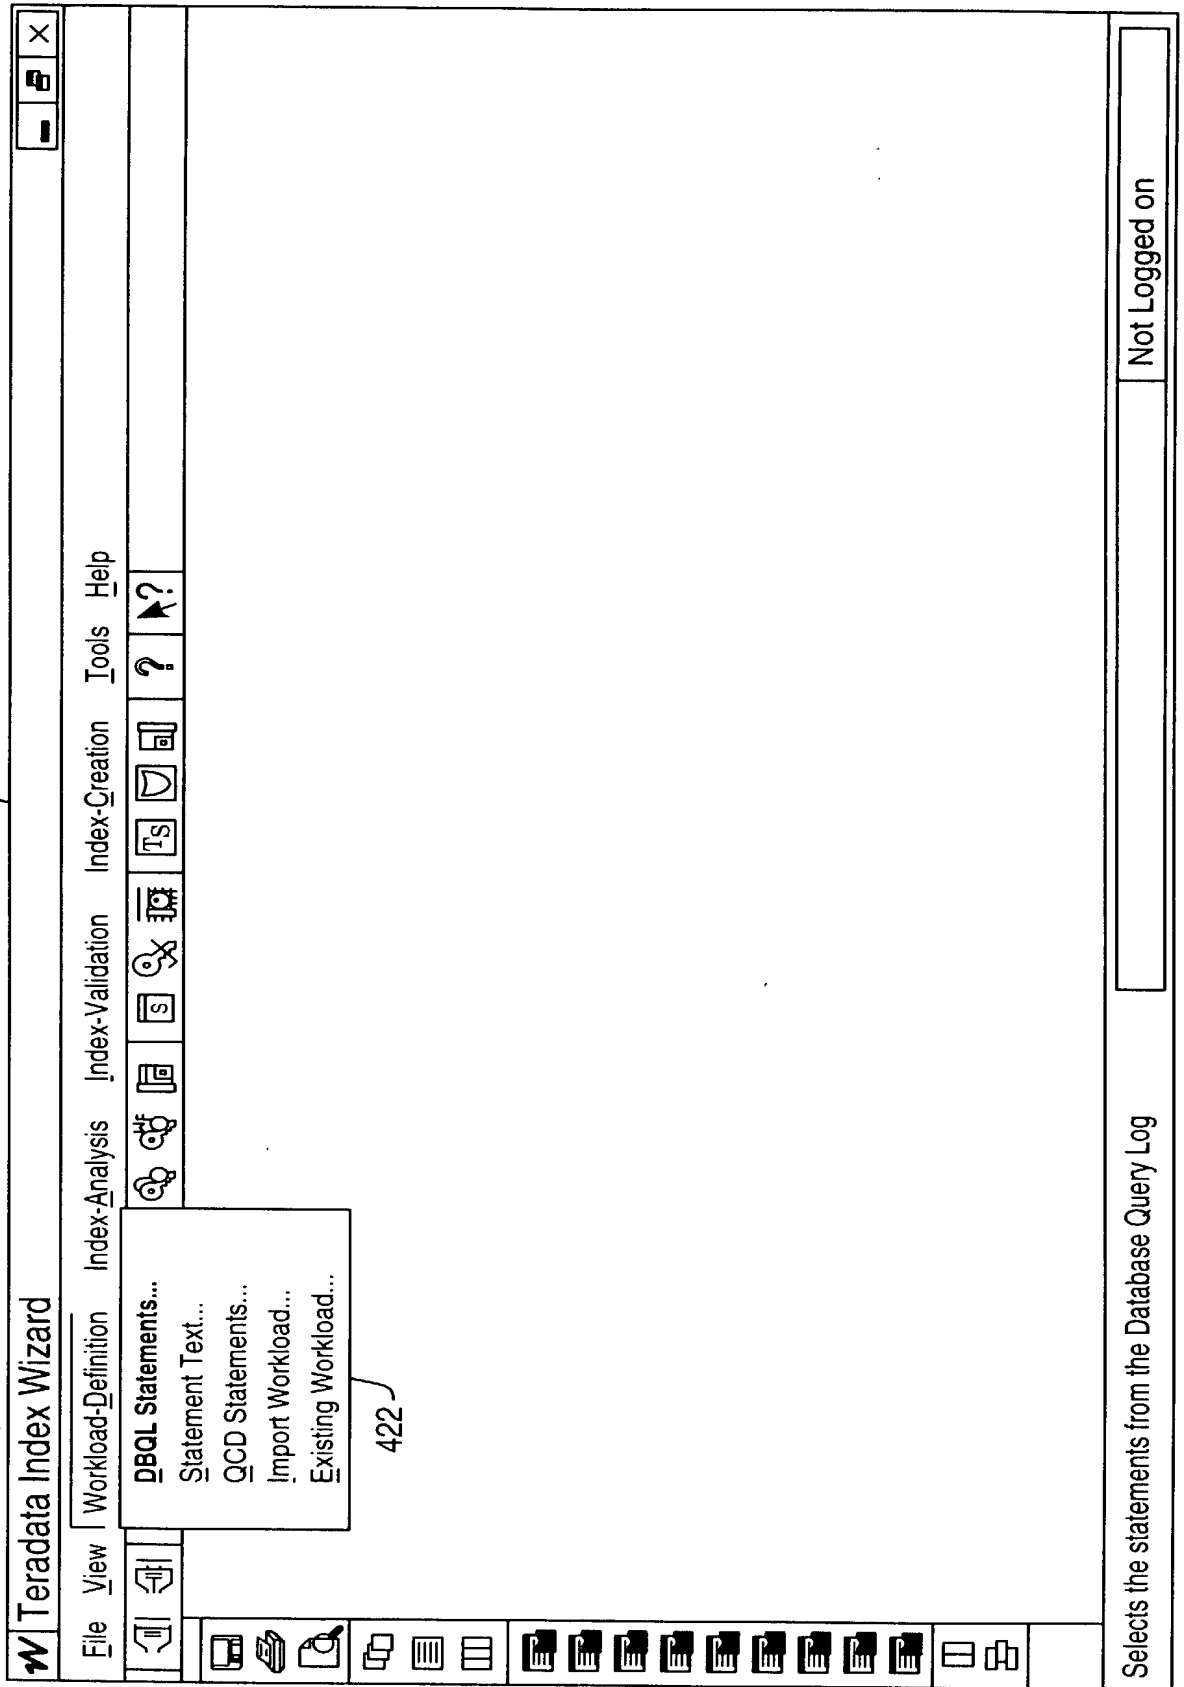 Teradata Index Wizard
File View Workload-Definition Index-Analysis Index-Validation Index-Creation Tools Help
S TS ? ?
DBQL Statements...
Statement Text...
QCD Statements...
Import Workload...
Existing Workload...
422
Selects the statements from the Database Query Log Not Logged on